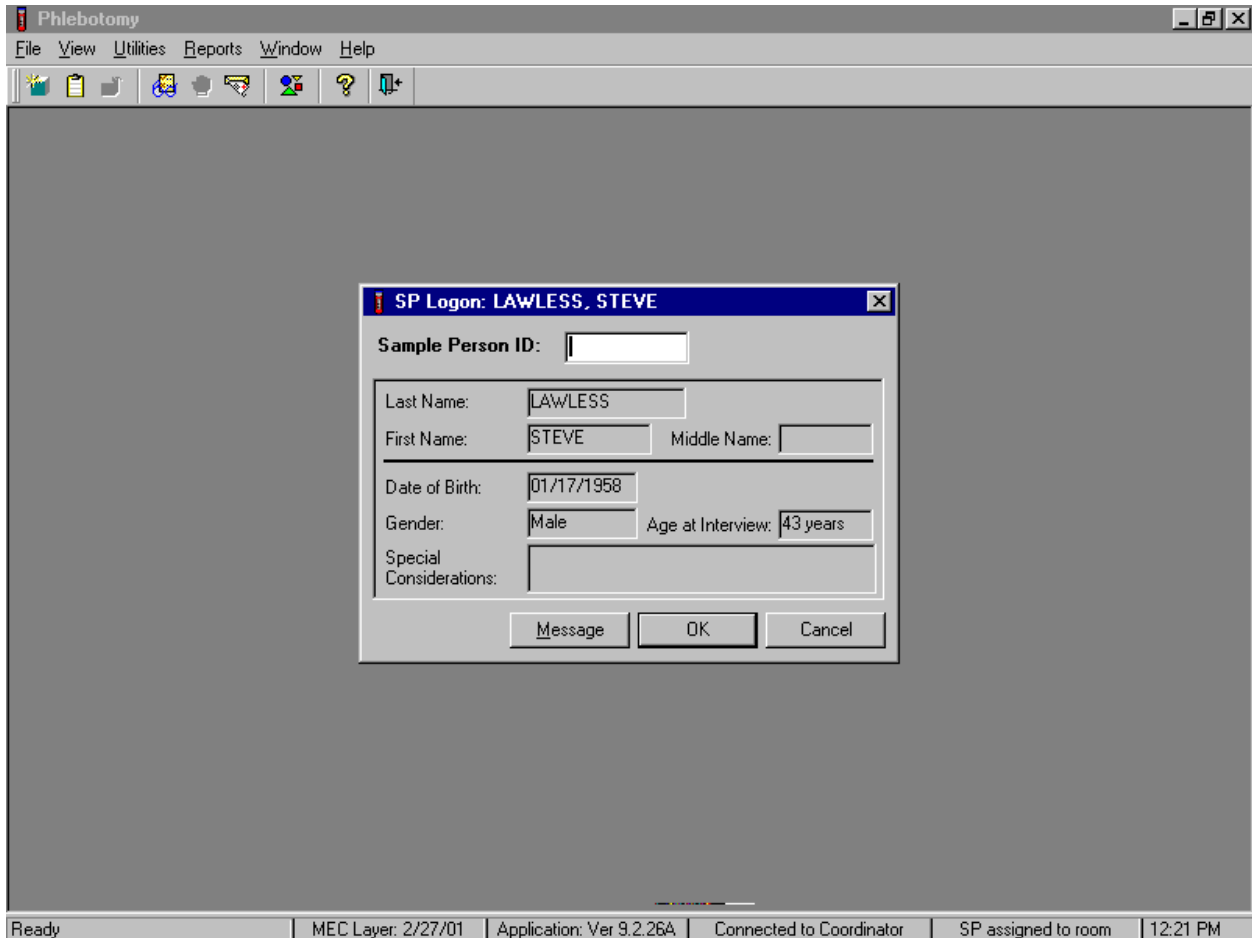 Phlebotomy
File View Utilities Reports Window Help
SP Logon: LAWLESS, STEVE
Sample Person ID:
Last Name: LAWLESS
First Name: STEVE Middle Name:
Date of Birth: 01/17/1958
Gender: Male Age at Interview: 43 years
Special
Considerations:
Message OK Cancel
Ready MEC Layer: 2/27/01 Application: Ver 9.2.26A Connected to Coordinator SP assigned to room 12:21 PM